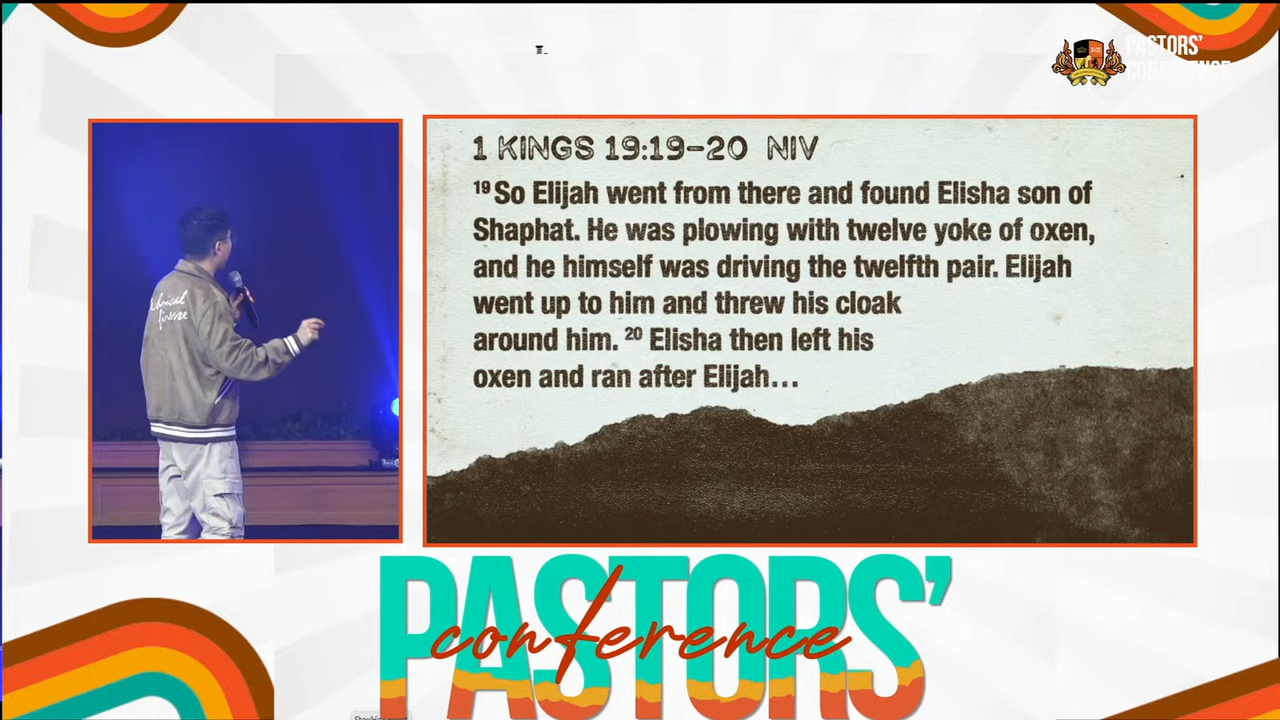 PASTORS'
CONFERENCE
1 KINGS 19:19–20 NIV
19 So Elijah went from there and found Elisha son of
Shaphat. He was plowing with twelve yoke of oxen,
and he himself was driving the twelfth pair. Elijah
went up to him and threw his cloak
around him. 20 Elisha then left his
oxen and ran after Elijah...
finesse
PASTORS'
conference